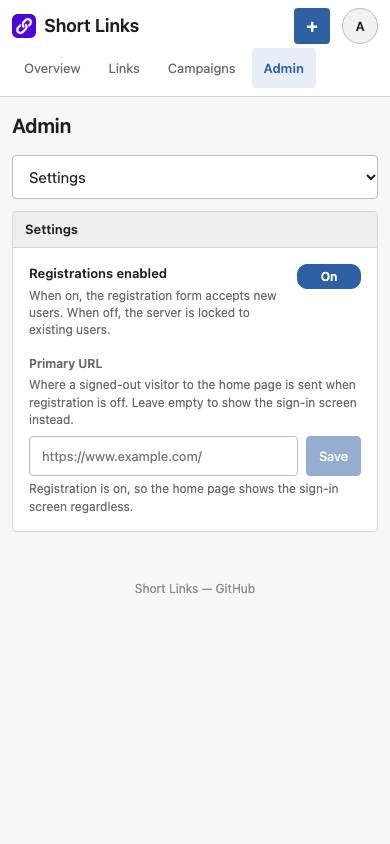 Short Links
+
A
Overview
Links
Campaigns
Admin
Admin
Settings
Settings
Registrations enabled
On
When on, the registration form accepts new
users. When off, the server is locked to
existing users.
Primary URL
Where a signed-out visitor to the home page is sent when
registration is off. Leave empty to show the sign-in screen
instead.
https://www.example.com/
Save
Registration is on, so the home page shows the sign-in
screen regardless.
Short Links — GitHub